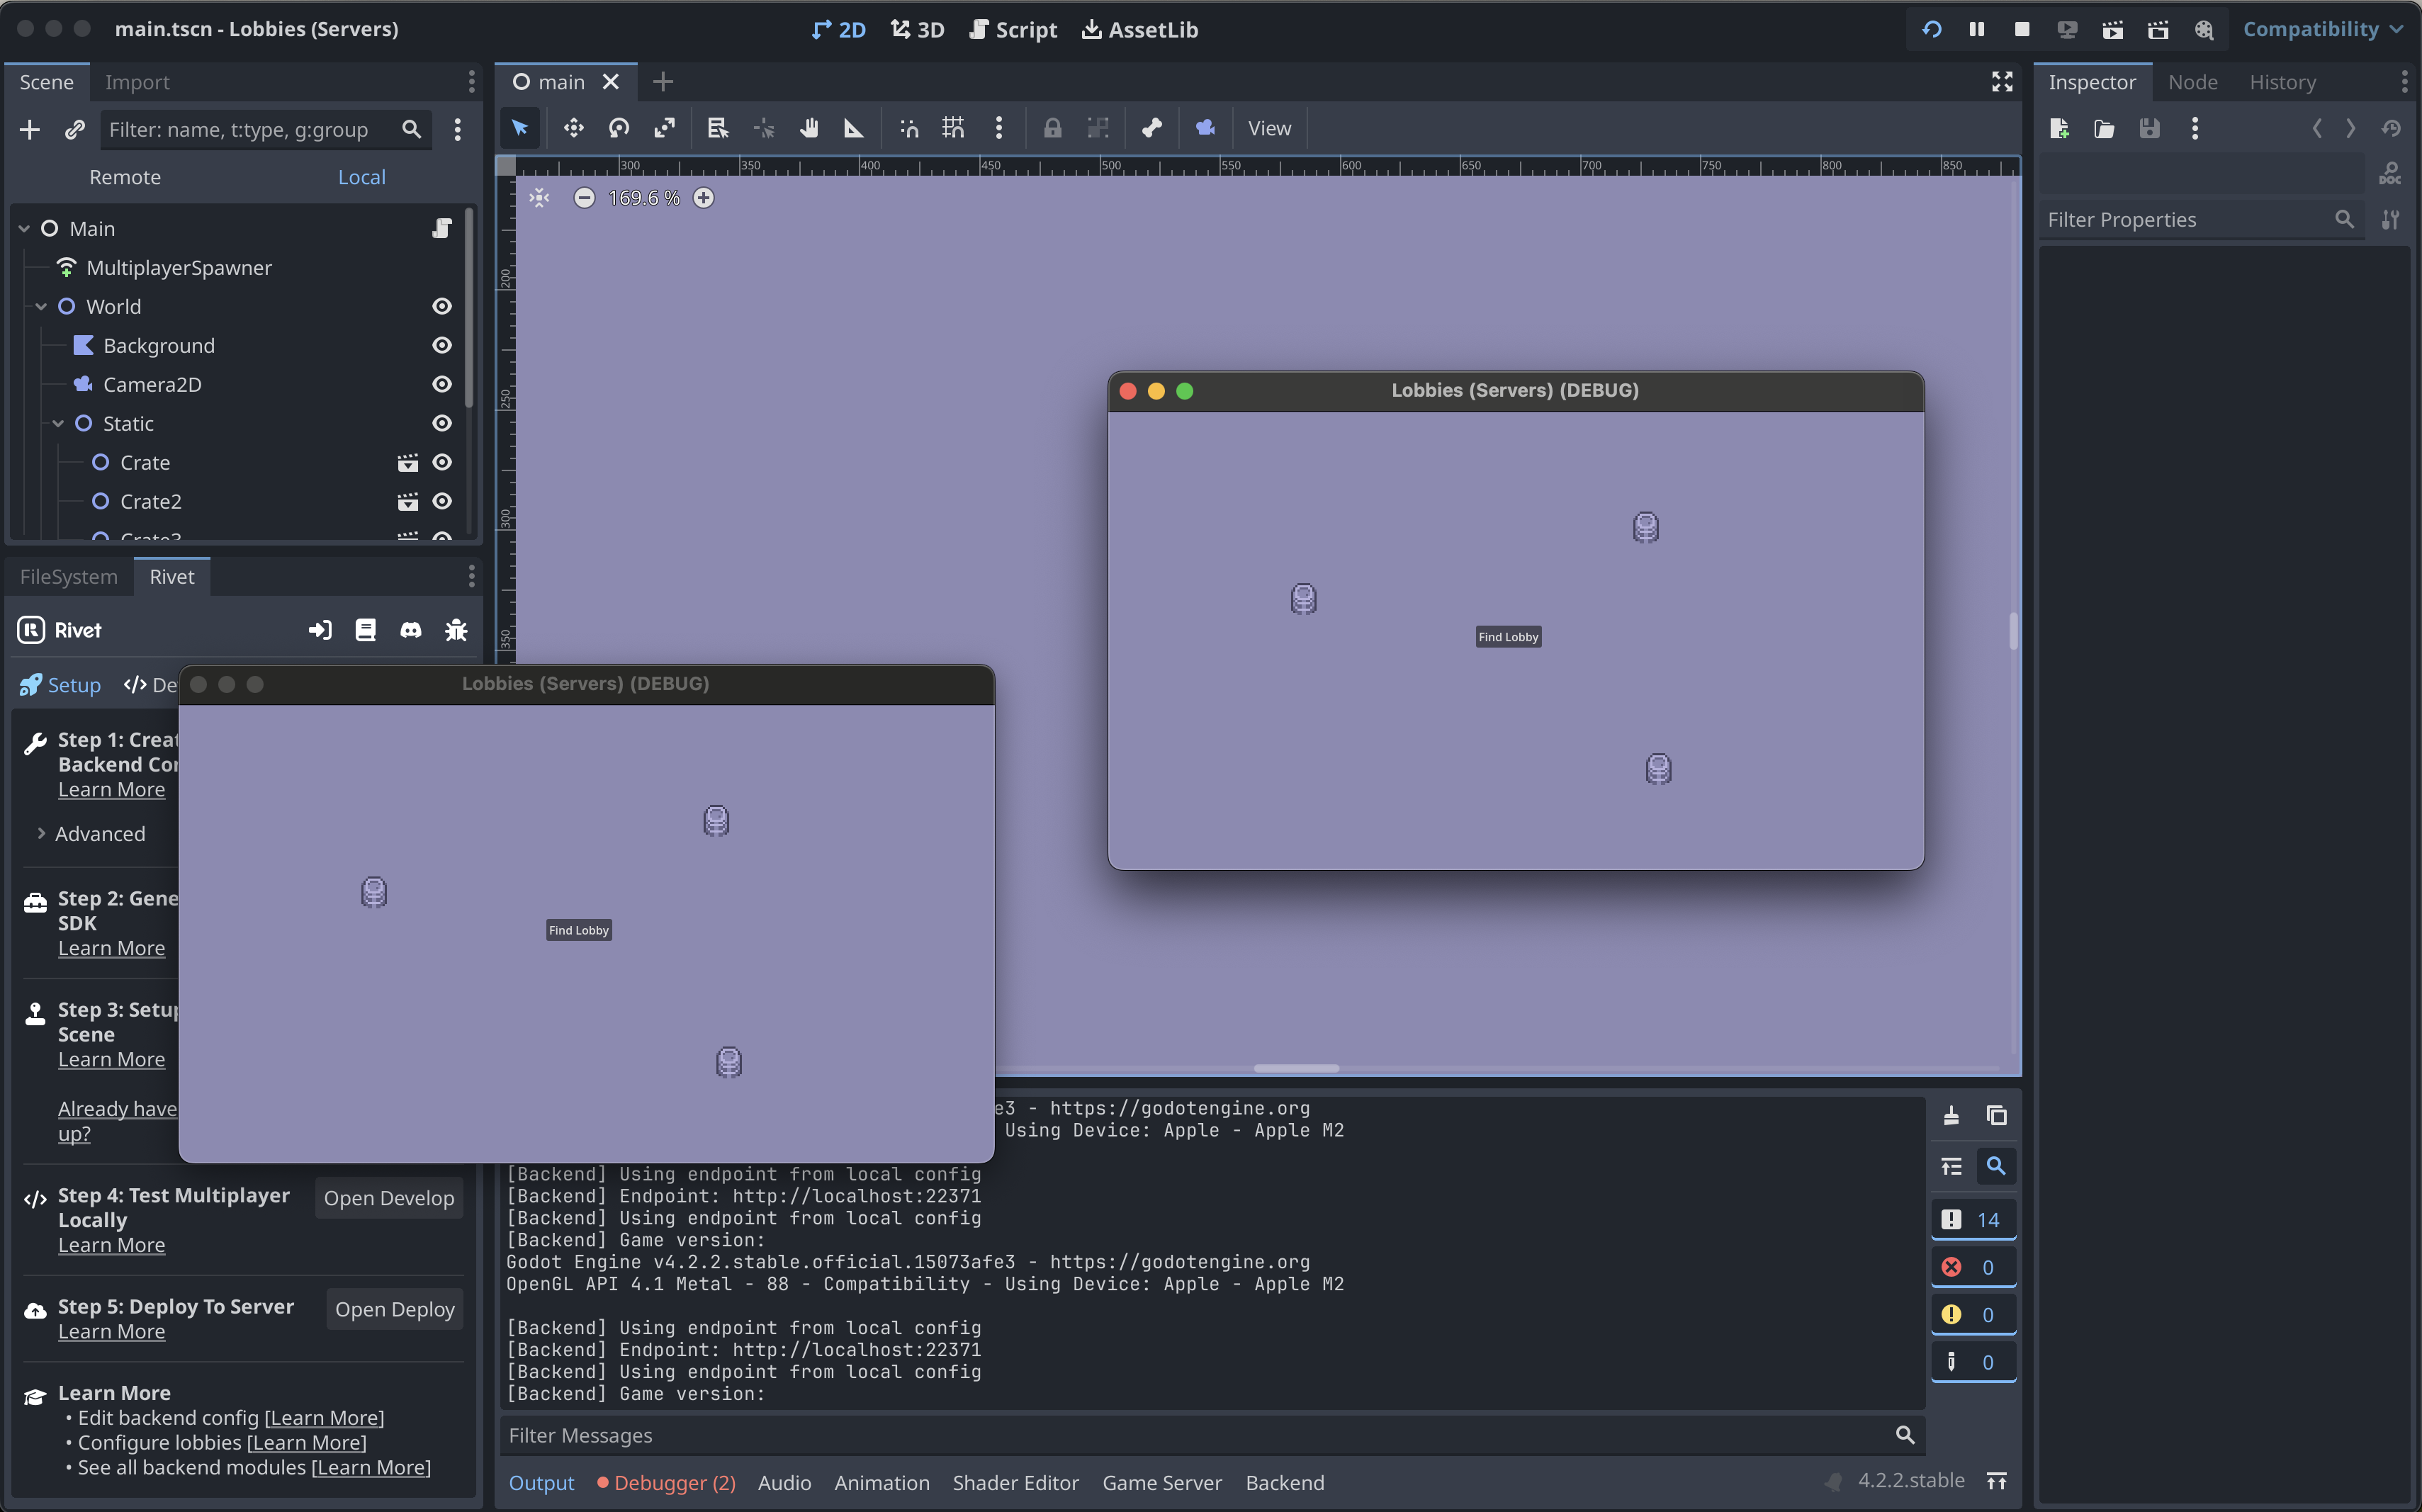 main.tscn - Lobbies (Servers)
2D
3D
Script
AssetLib
Compatibility
Scene
Import
Filter: name, t:type, g:group
Remote
Local
Main
MultiplayerSpawner
World
Background
Camera2D
Static
Crate
Crate2
Crate3
FileSystem
Rivet
Rivet
Setup
De
Step 1: Creat
Backend Con
Learn More
Advanced
Step 2: Gene
SDK
Learn More
Step 3: Setup
Scene
Learn More
Already have
up?
Step 4: Test Multiplayer
Locally
Learn More
Open Develop
Step 5: Deploy To Server
Learn More
Open Deploy
Learn More
• Edit backend config [Learn More]
• Configure lobbies [Learn More]
• See all backend modules [Learn More]
main
View
300 350 400 450 500 550 600 650 700 750 800 850
200
250
300
350
169.6 %
Lobbies (Servers) (DEBUG)
Find Lobby
Lobbies (Servers) (DEBUG)
Find Lobby
e3 - https://godotengine.org
Using Device: Apple - Apple M2
[Backend] Using endpoint from local config
[Backend] Endpoint: http://localhost:22371
[Backend] Using endpoint from local config
[Backend] Game version:
Godot Engine v4.2.2.stable.official.15073afe3 - https://godotengine.org
OpenGL API 4.1 Metal - 88 - Compatibility - Using Device: Apple - Apple M2
[Backend] Using endpoint from local config
[Backend] Endpoint: http://localhost:22371
[Backend] Using endpoint from local config
[Backend] Game version:
14
0
0
0
Filter Messages
Output
Debugger (2)
Audio
Animation
Shader Editor
Game Server
Backend
4.2.2.stable
Inspector
Node
History
DOC
Filter Properties